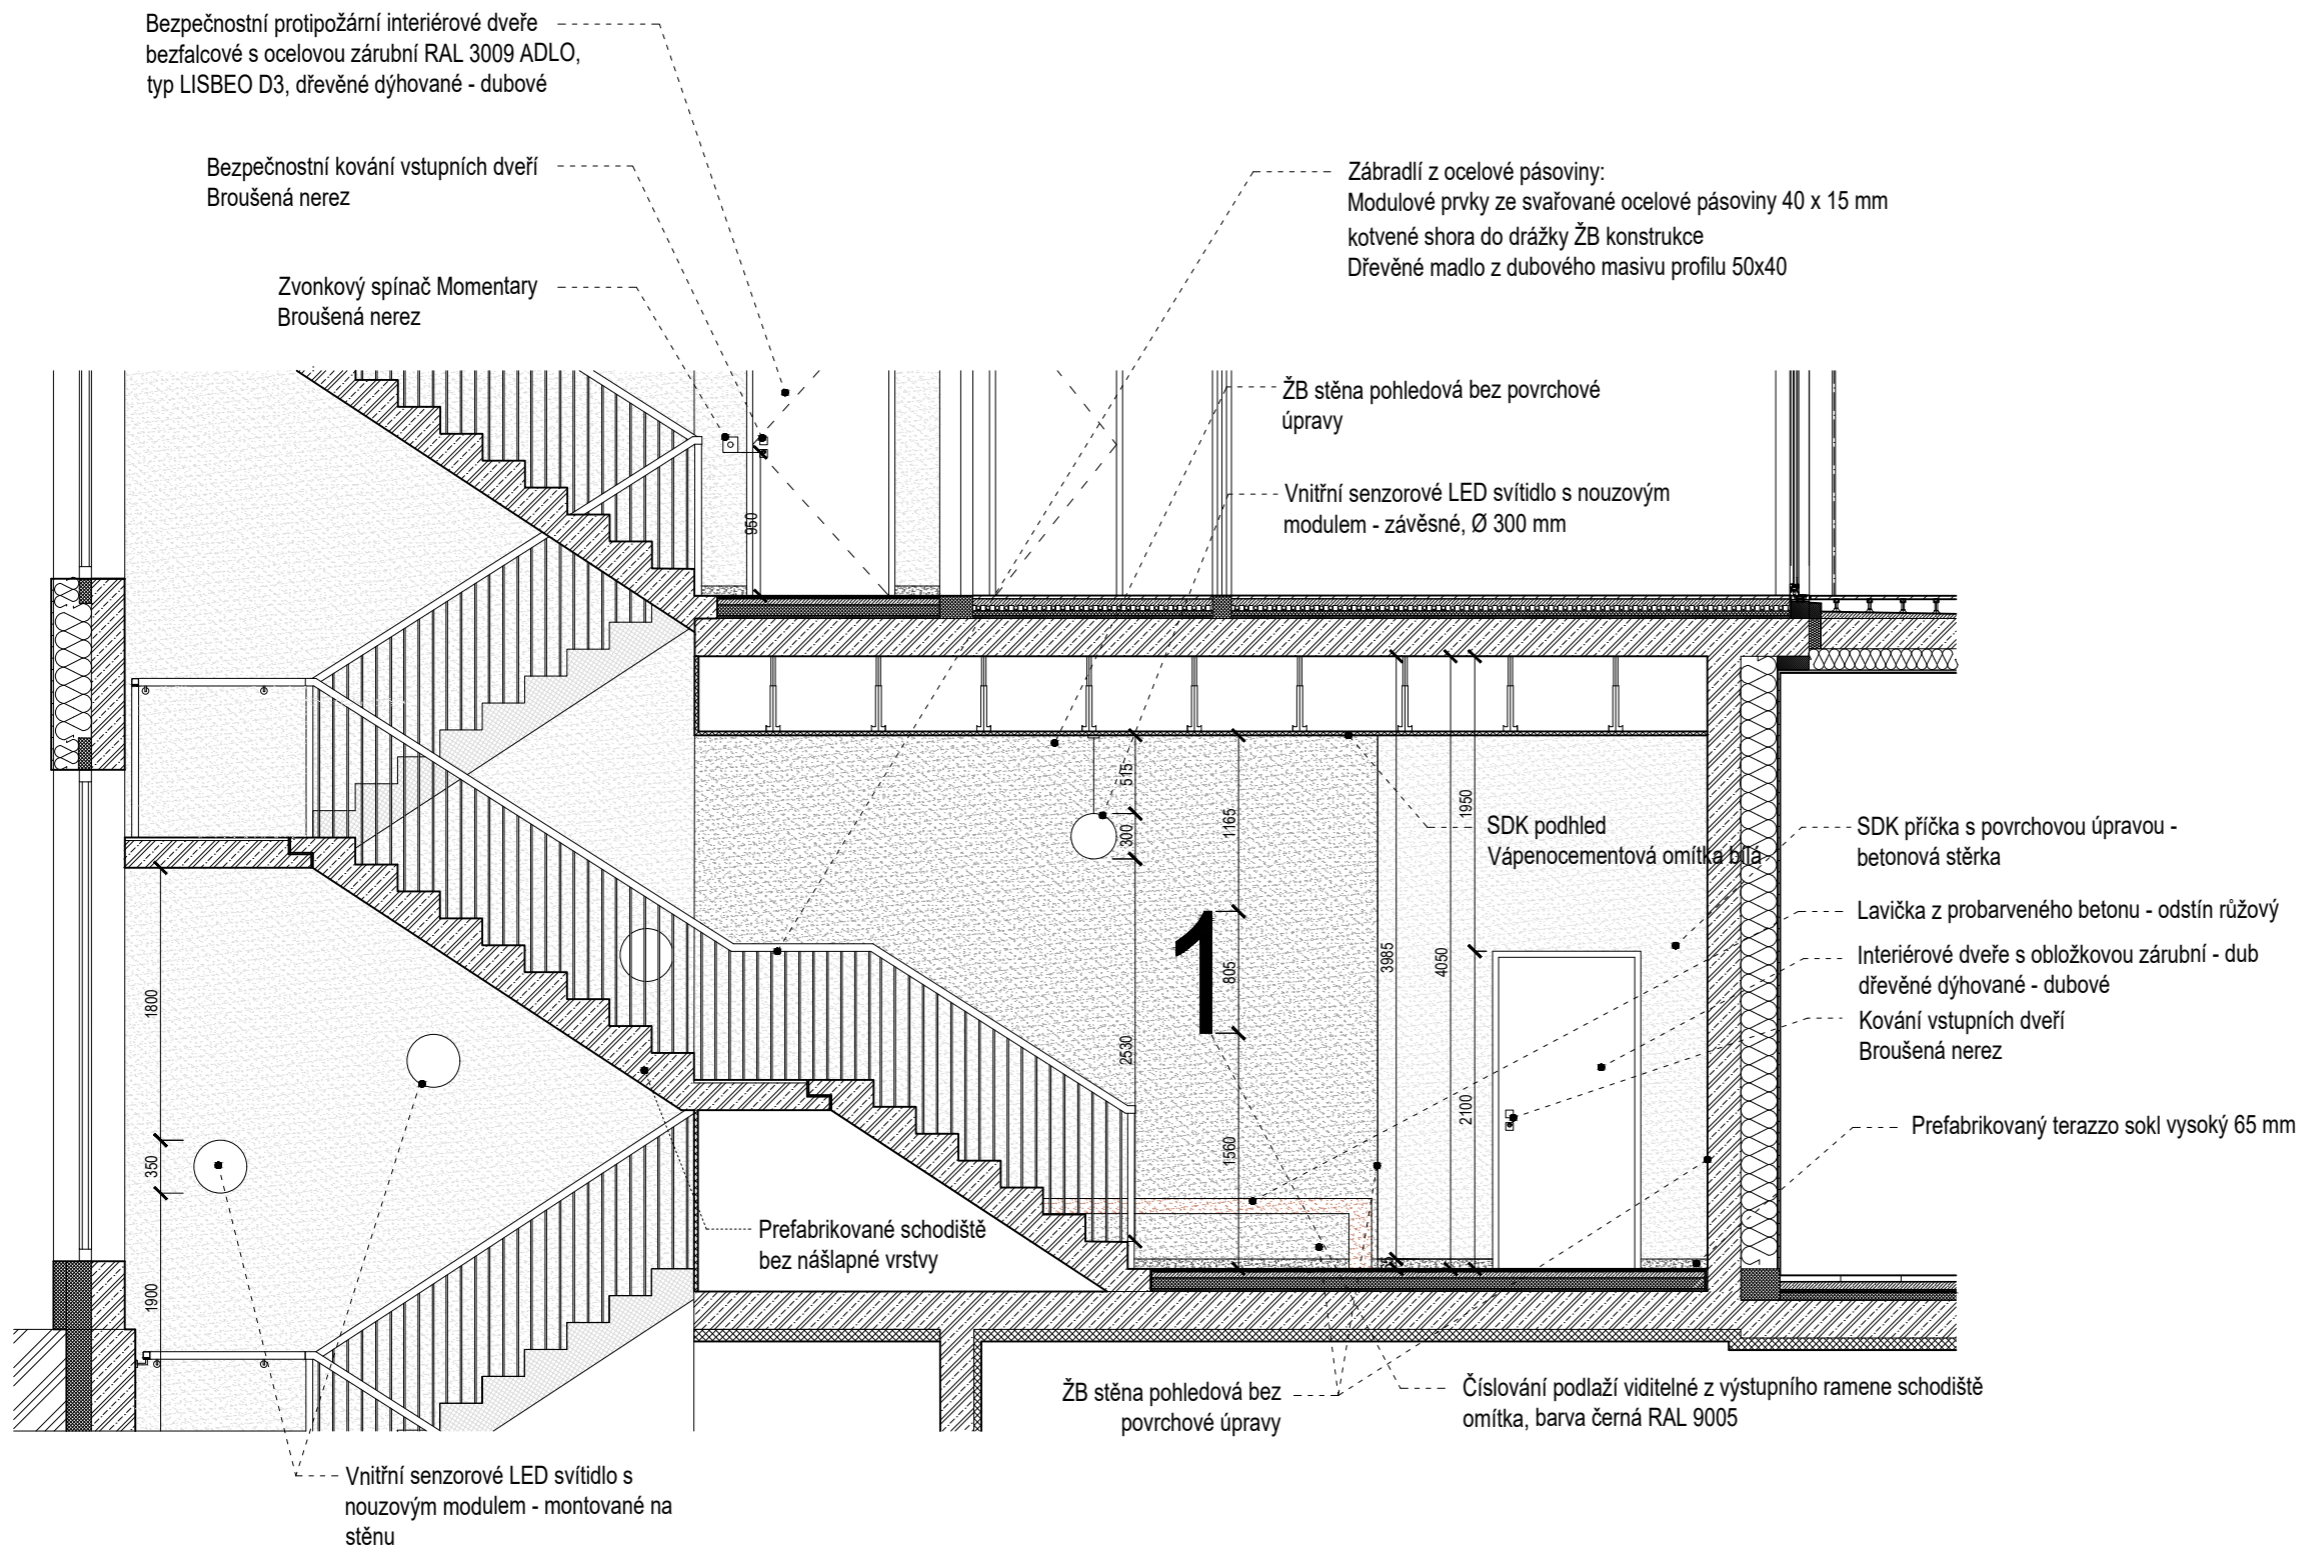 Bezpečnostní protipožární interiérové dveře
bezfalcové s ocelovou zárubní RAL 3009 ADLO,
typ LISBEO D3, dřevěné dýhované - dubové
Bezpečnostní kování vstupních dveří
Broušená nerez
Zvonkový spínač Momentary
Broušená nerez
Zábradlí z ocelové pásoviny:
Modulové prvky ze svařované ocelové pásoviny 40 x 15 mm
kotvené shora do drážky ŽB konstrukce
Dřevěné madlo z dubového masivu profilu 50x40
ŽB stěna pohledová bez povrchové
úpravy
Vnitřní senzorové LED svítidlo s nouzovým
modulem - závěsné, Ø 300 mm
950
515
300
1165
1950
SDK podhled
Vápenocementová omítka bílá
SDK příčka s povrchovou úpravou -
betonová stěrka
Lavička z probarveného betonu - odstín růžový
Interiérové dveře s obložkovou zárubní - dub
dřevěné dýhované - dubové
Kování vstupních dveří
Broušená nerez
Prefabrikovaný terazzo sokl vysoký 65 mm
1
805
3985
4050
2530
2100
1560
1800
350
1900
Prefabrikované schodiště
bez nášlapné vrstvy
ŽB stěna pohledová bez
povrchové úpravy
Číslování podlaží viditelné z výstupního ramene schodiště
omítka, barva černá RAL 9005
Vnitřní senzorové LED svítidlo s
nouzovým modulem - montované na
stěnu